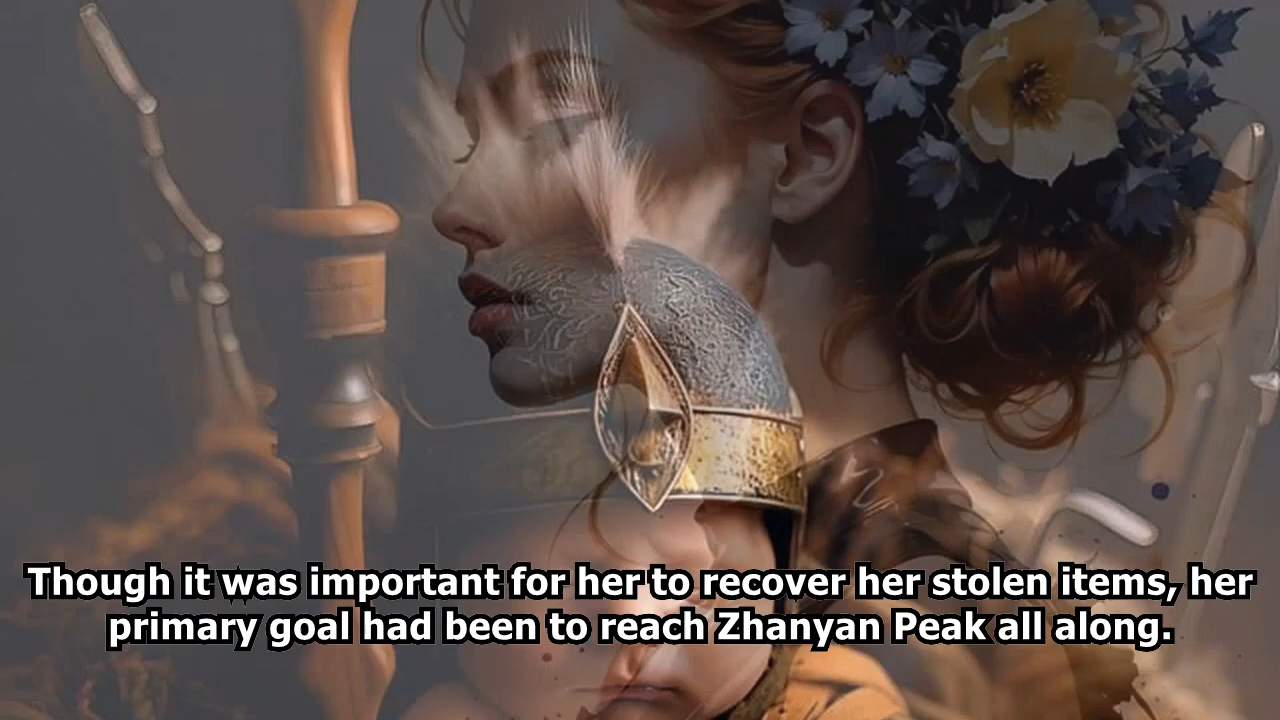 Though it was important for her to recover her stolen items, her
primary goal had been to reach Zhanyan Peak all along.